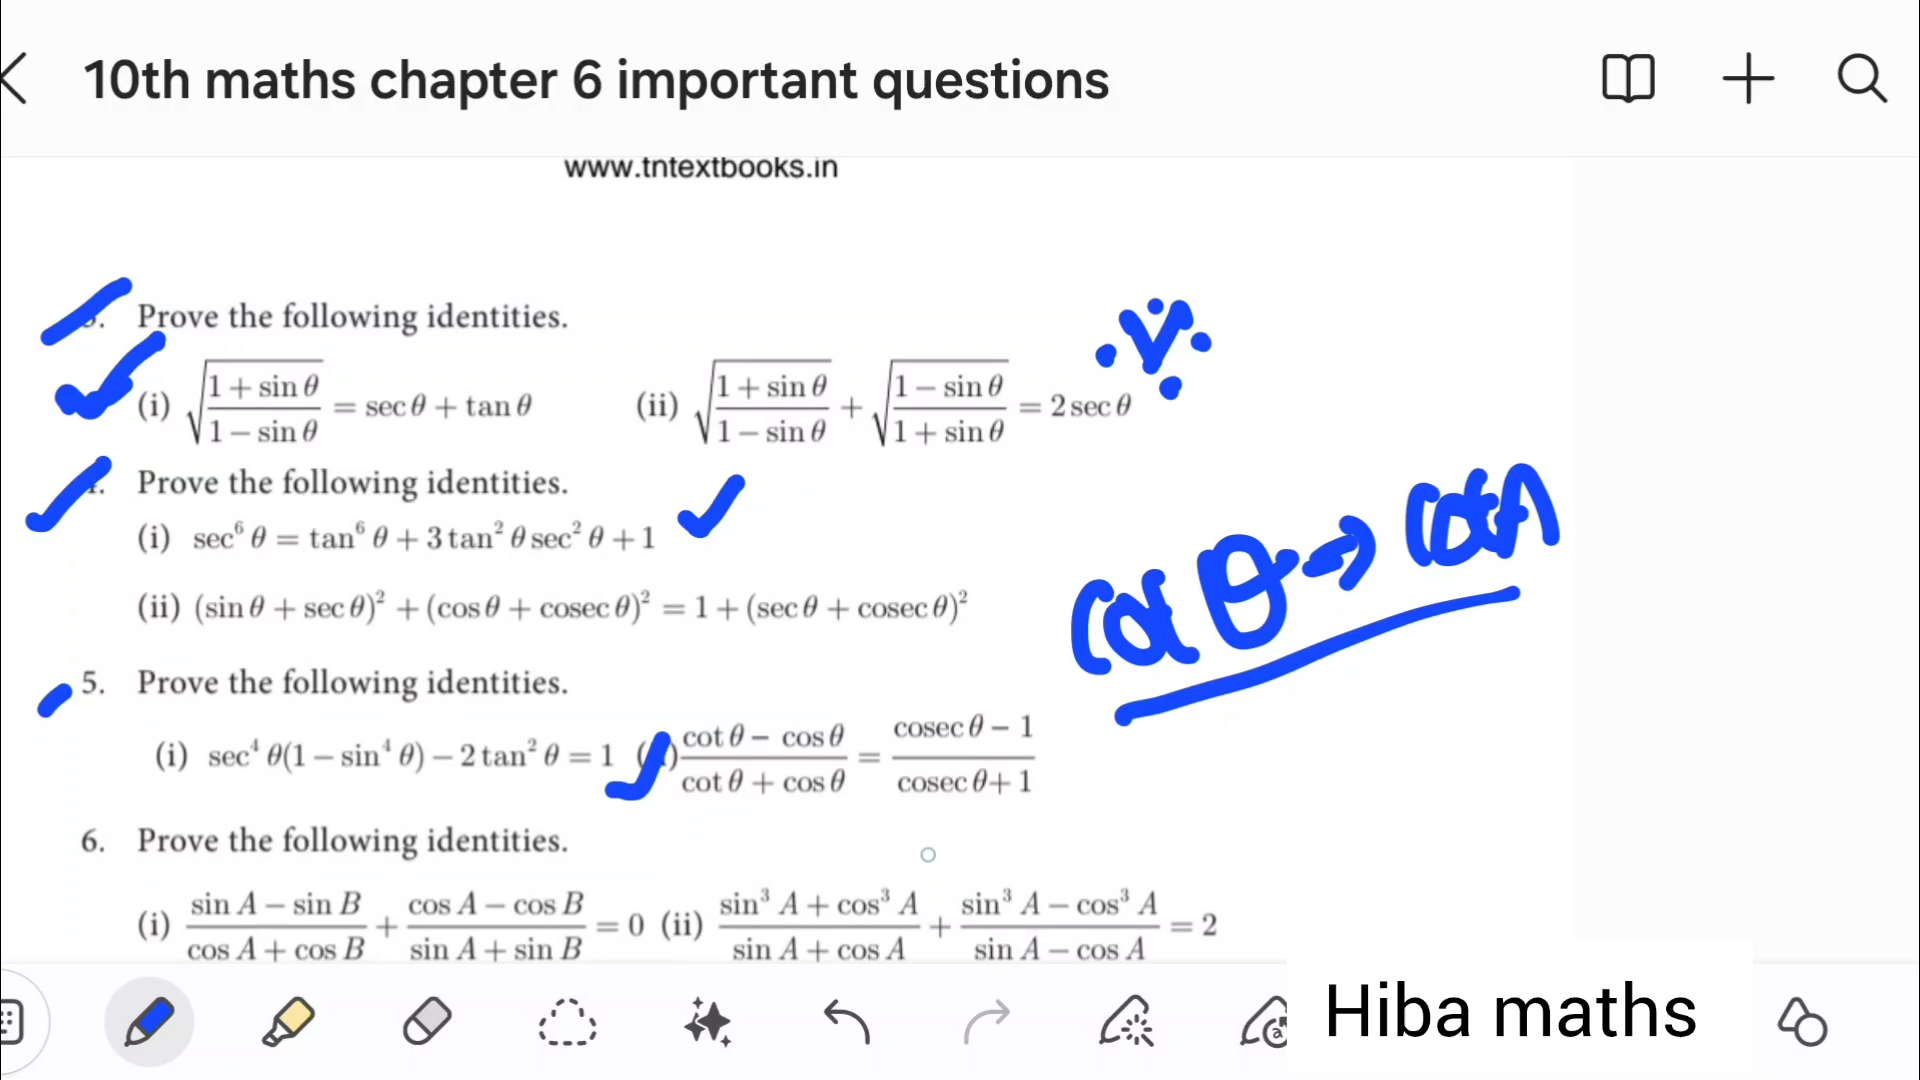 10th maths chapter 6 important questions
www.tntextbooks.in
Prove the following identities.
(i) √((1 + sin θ)/(1 − sin θ)) = sec θ + tan θ (ii) √((1 + sin θ)/(1 − sin θ)) + √((1 − sin θ)/(1 + sin θ)) = 2 sec θ
Prove the following identities.
(i) sec⁶ θ = tan⁶ θ + 3 tan² θ sec² θ + 1
(ii) (sin θ + sec θ)² + (cos θ + cosec θ)² = 1 + (sec θ + cosec θ)²
θ → A
5. Prove the following identities.
(i) sec⁴ θ(1 − sin⁴ θ) − 2 tan² θ = 1 (cot θ − cos θ)/(cot θ + cos θ) = (cosec θ − 1)/(cosec θ + 1)
6. Prove the following identities.
(i) (sin A − sin B)/(cos A + cos B) + (cos A − cos B)/(sin A + sin B) = 0 (ii) (sin³ A + cos³ A)/(sin A + cos A) + (sin³ A − cos³ A)/(sin A − cos A) = 2
Hiba maths